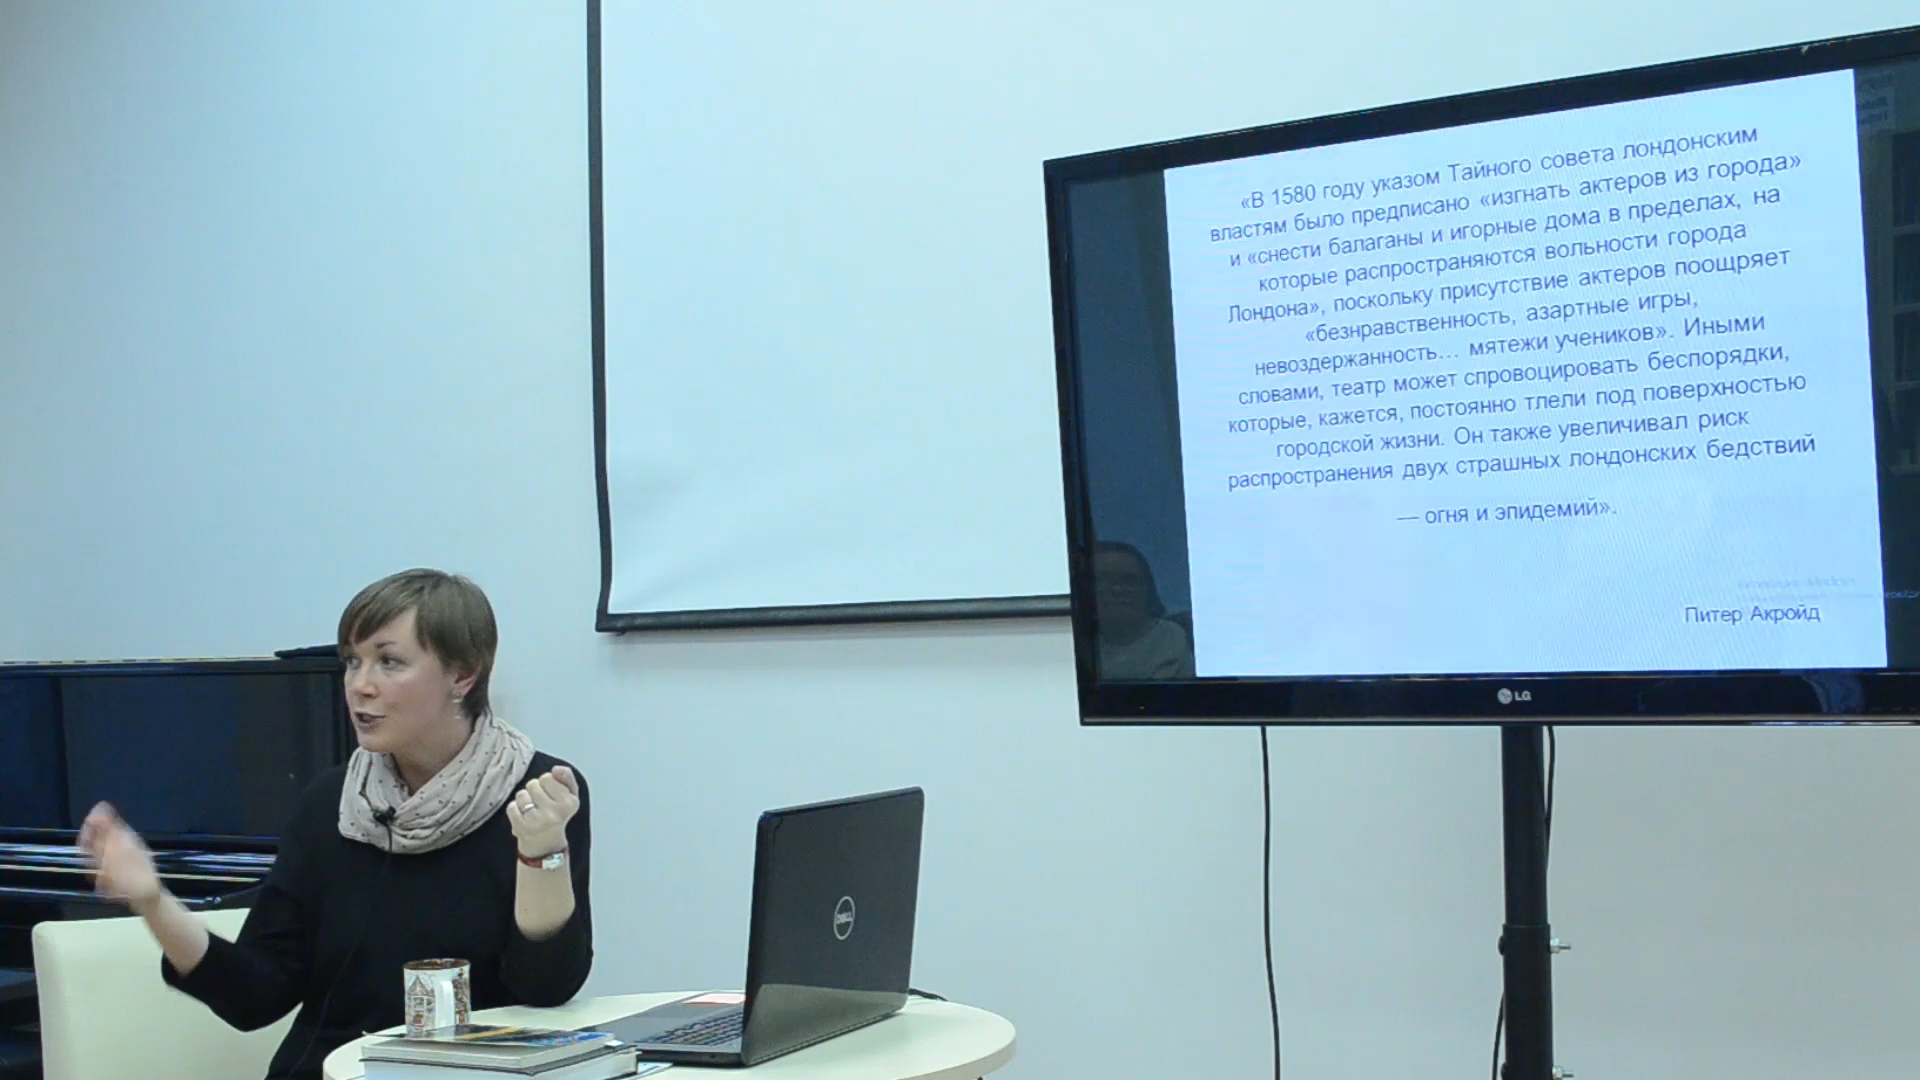 «В 1580 году указом Тайного совета лондонским
властям было предписано «изгнать актеров из города»
и «снести балаганы и игорные дома в пределах, на
которые распространяются вольности города
Лондона», поскольку присутствие актеров поощряет
«безнравственность, азартные игры,
невоздержанность... мятежи учеников». Иными
словами, театр может спровоцировать беспорядки,
которые, кажется, постоянно тлели под поверхностью
городской жизни. Он также увеличивал риск
распространения двух страшных лондонских бедствий
— огня и эпидемий».
Питер Акройд
LG
DELL